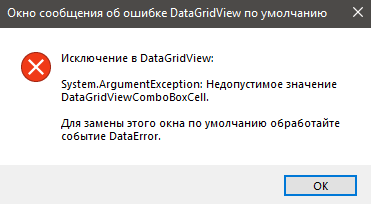 Окно сообщения об ошибке DataGridView по умолчанию
Исключение в DataGridView:
System.ArgumentException: Недопустимое значение
DataGridViewComboBoxCell.
Для замены этого окна по умолчанию обработайте
событие DataError.
OK